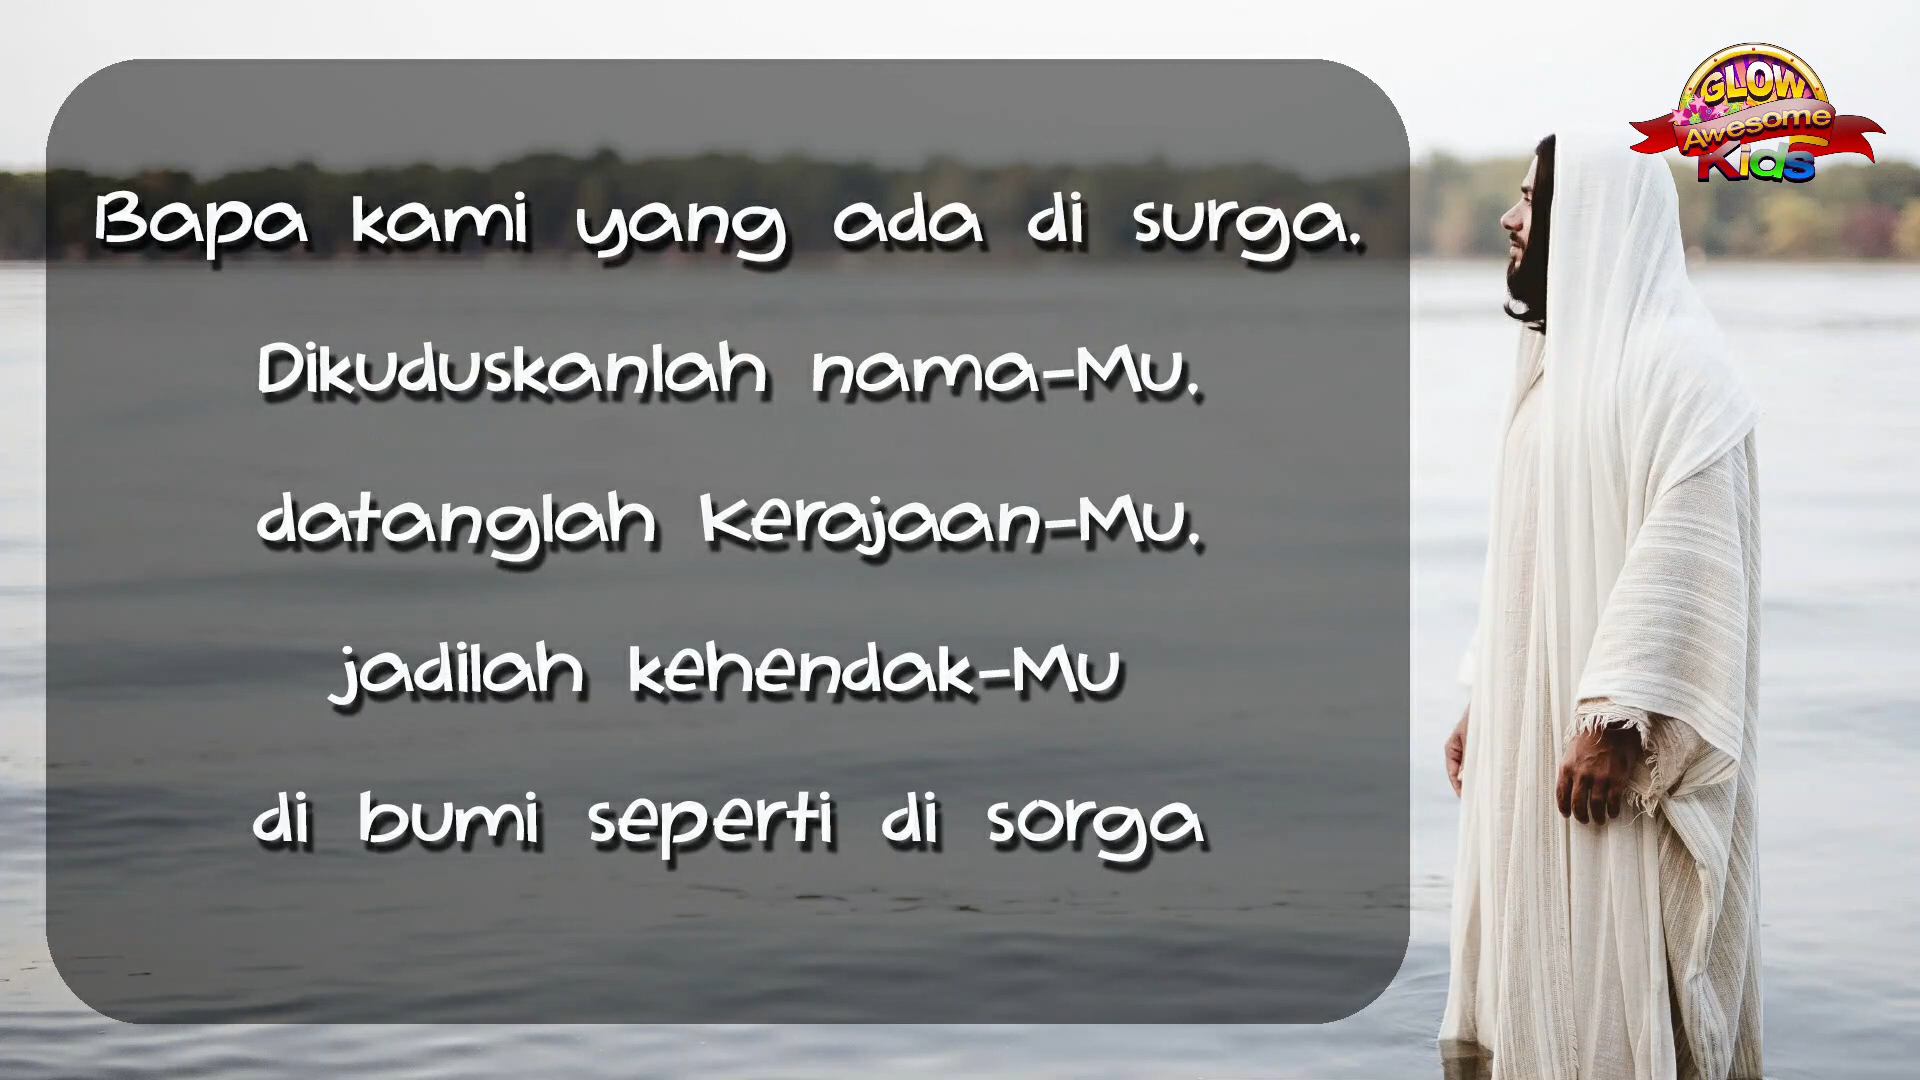 Bapa kami yang ada di surga.
Dikuduskanlah nama-Mu.
datanglah Kerajaan-Mu.
jadilah kehendak-Mu
di bumi seperti di sorga
GLOW
Awesome
Kids